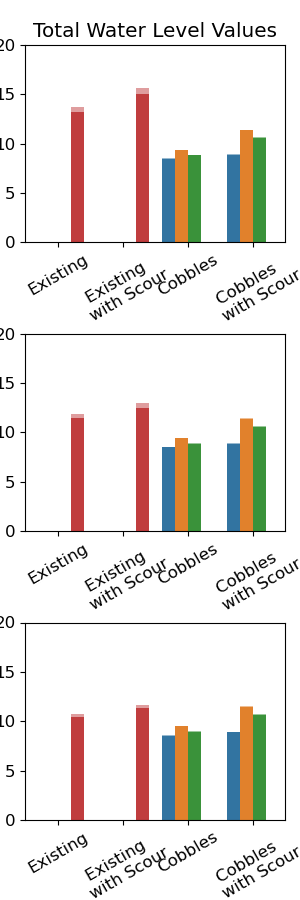 Total Water Level Values
20
15
10
5
0
Existing
Existing
with Scour
Cobbles
Cobbles
with Scour
20
15
10
5
0
Existing
Existing
with Scour
Cobbles
Cobbles
with Scour
20
15
10
5
0
Existing
Existing
with Scour
Cobbles
Cobbles
with Scour